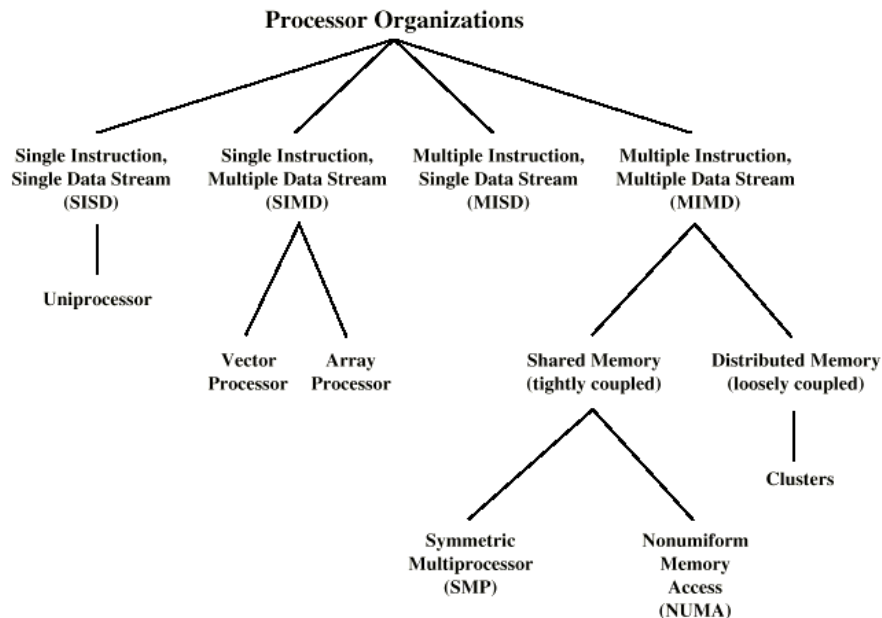 Processor Organizations
Single Instruction,
Single Data Stream
(SISD)
Single Instruction,
Multiple Data Stream
(SIMD)
Multiple Instruction,
Single Data Stream
(MISD)
Multiple Instruction,
Multiple Data Stream
(MIMD)
Uniprocessor
Vector
Processor
Array
Processor
Shared Memory
(tightly coupled)
Distributed Memory
(loosely coupled)
Clusters
Symmetric
Multiprocessor
(SMP)
Nonumiform
Memory
Access
(NUMA)